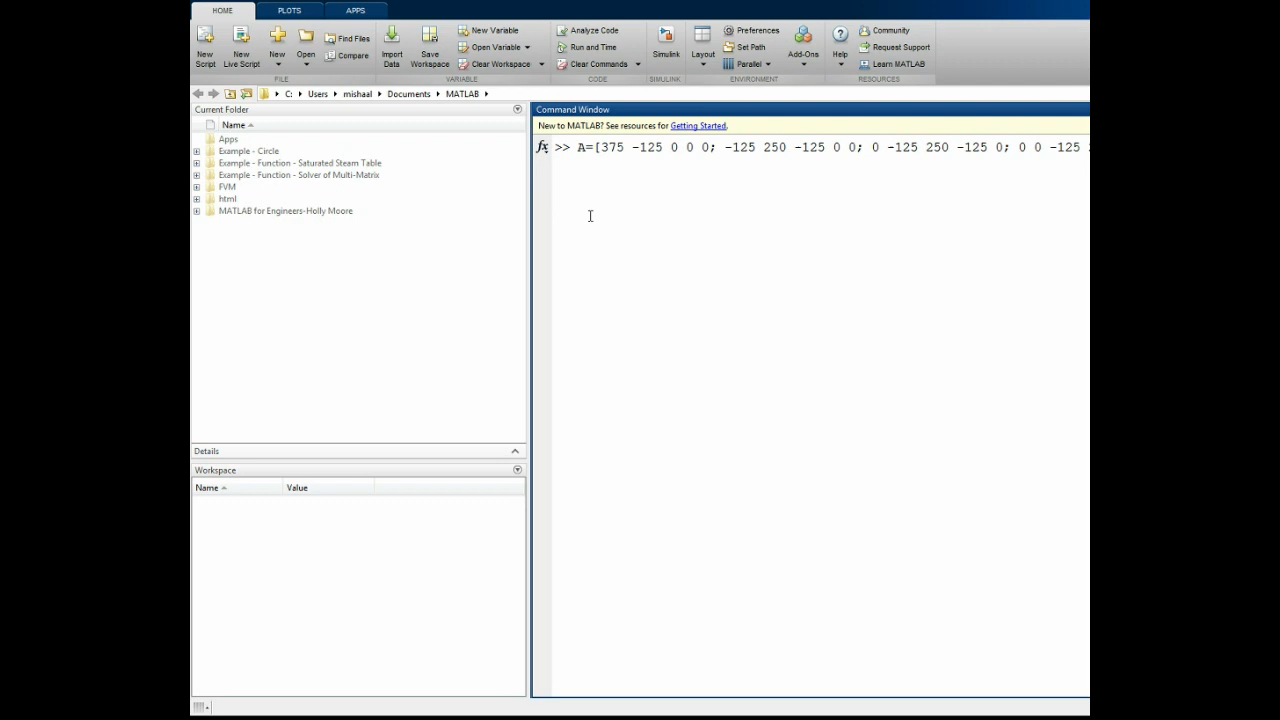 HOME PLOTS APPS
New Script
New Live Script
New
Open
Find Files
Compare
Import Data
Save Workspace
New Variable
Open Variable
Clear Workspace
Analyze Code
Run and Time
Clear Commands
Simulink
Layout
Preferences
Set Path
Parallel
Add-Ons
Help
Community
Request Support
Learn MATLAB
FILE VARIABLE CODE SIMULINK ENVIRONMENT RESOURCES
C: Users mishaal Documents MATLAB
Current Folder
Name
Apps
Example - Circle
Example - Function - Saturated Steam Table
Example - Function - Solver of Multi-Matrix
FVM
html
MATLAB for Engineers-Holly Moore
Details
Workspace
Name Value
Command Window
New to MATLAB? See resources for Getting Started.
fx >> A=[375 -125 0 0 0; -125 250 -125 0 0; 0 -125 250 -125 0; 0 0 -125